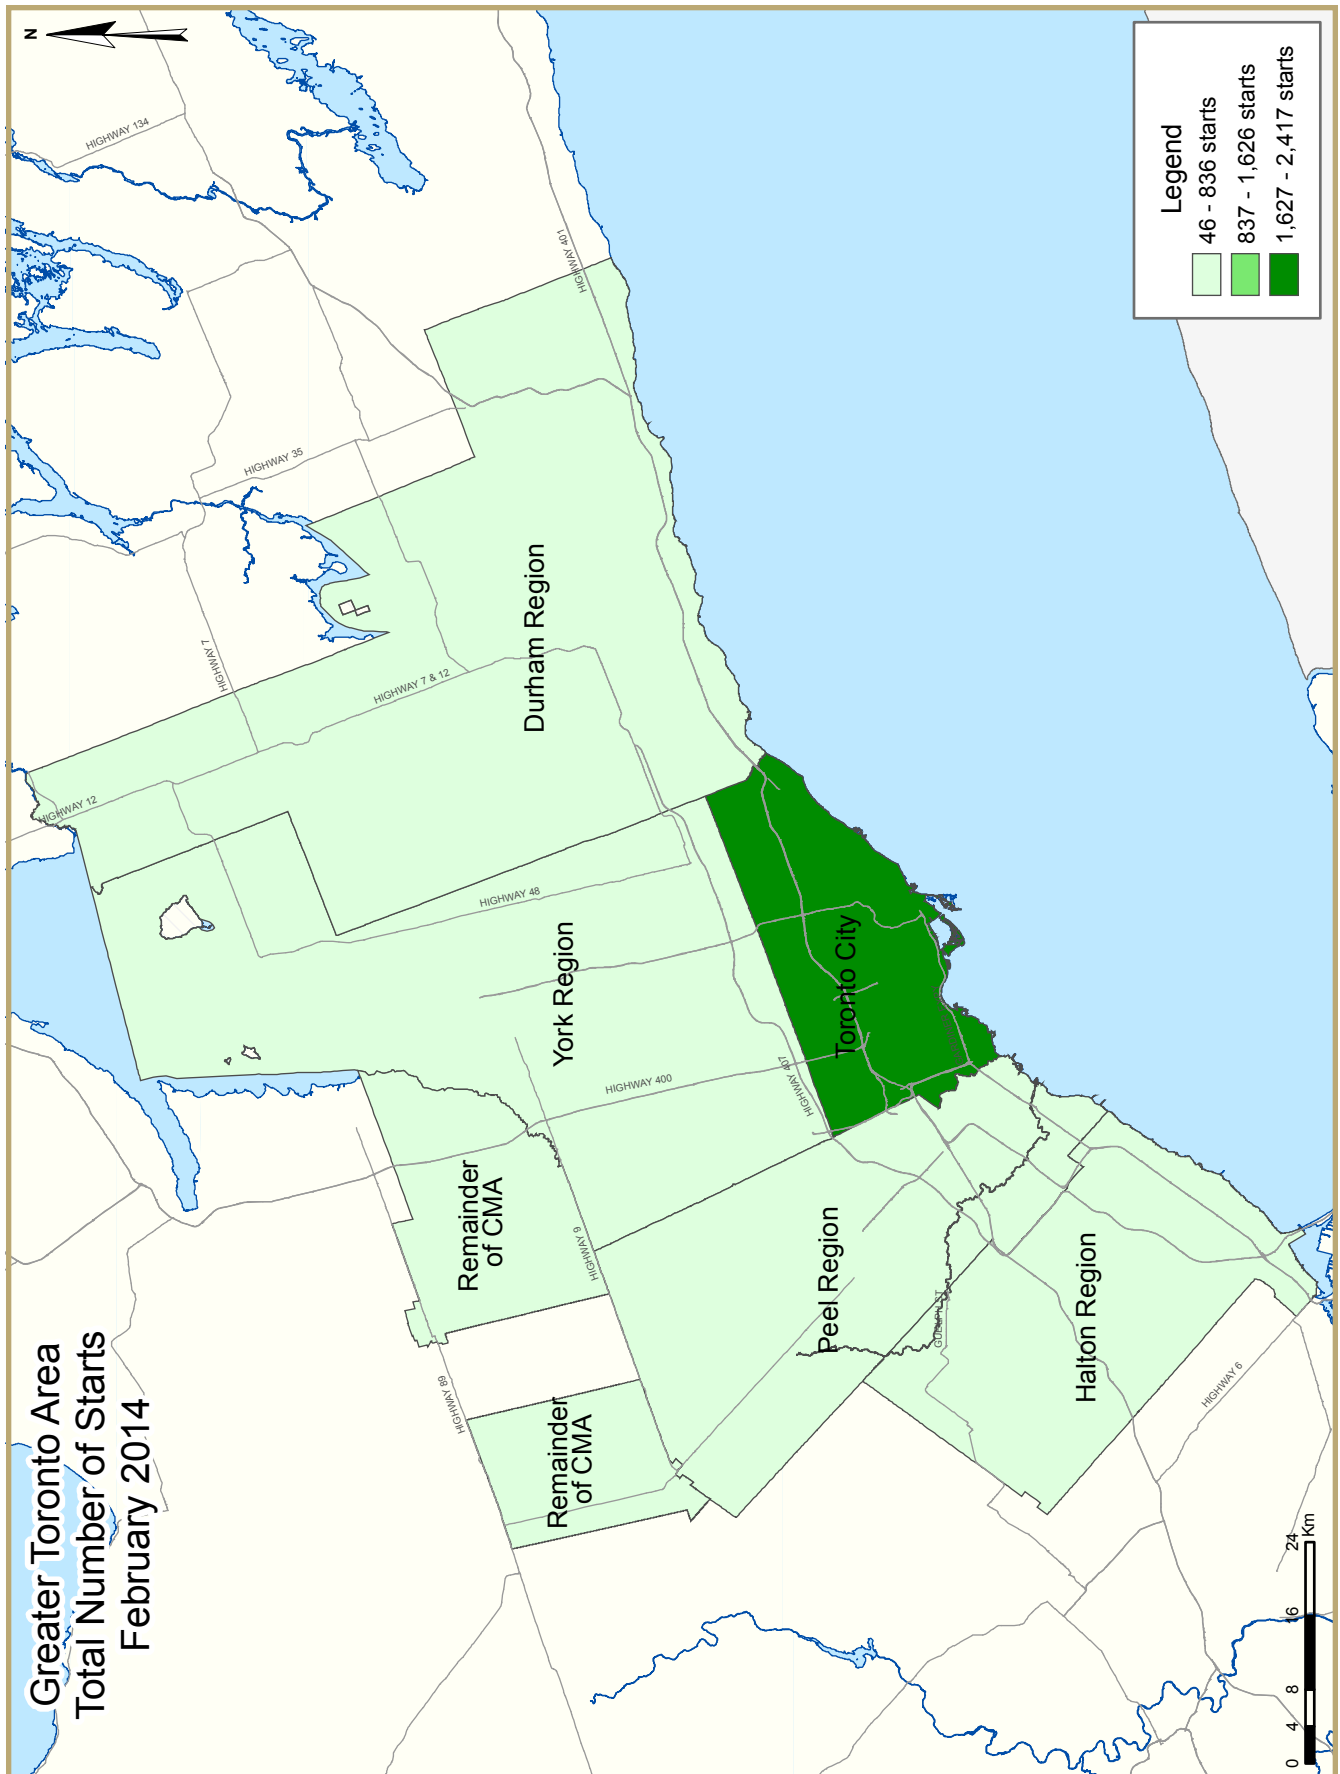 Greater Toronto Area
Total Number of Starts
February 2014
N
HIGHWAY 134
HIGHWAY 401
HIGHWAY 35
HIGHWAY 7
HIGHWAY 7 & 12
HIGHWAY 12
Durham Region
HIGHWAY 48
York Region
HIGHWAY 400
HIGHWAY 407
Toronto City
Remainder
of CMA
HIGHWAY 9
HIGHWAY 89
Remainder
of CMA
Peel Region
GUELPH ST
Halton Region
HIGHWAY 6
Legend
46 - 836 starts
837 - 1,626 starts
1,627 - 2,417 starts
0 4 8 16 24
Km